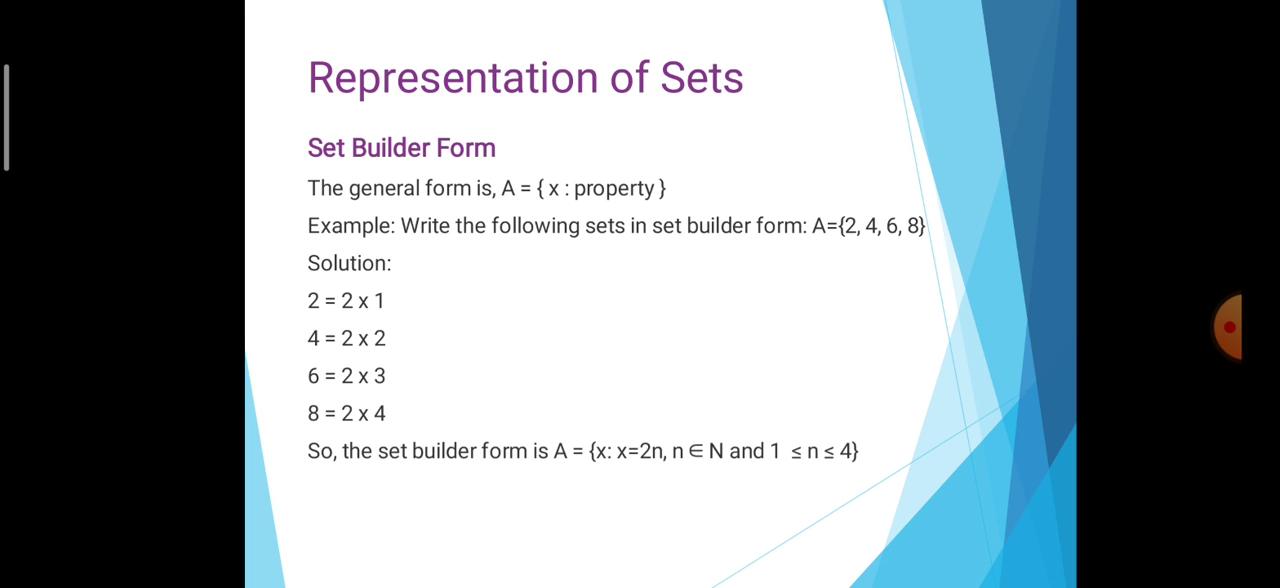 Representation of Sets
Set Builder Form
The general form is, A = { x : property }
Example: Write the following sets in set builder form: A={2, 4, 6, 8}
Solution:
2 = 2 x 1
4 = 2 x 2
6 = 2 x 3
8 = 2 x 4
So, the set builder form is A = {x: x=2n, n ∈ N and 1 ≤ n ≤ 4}